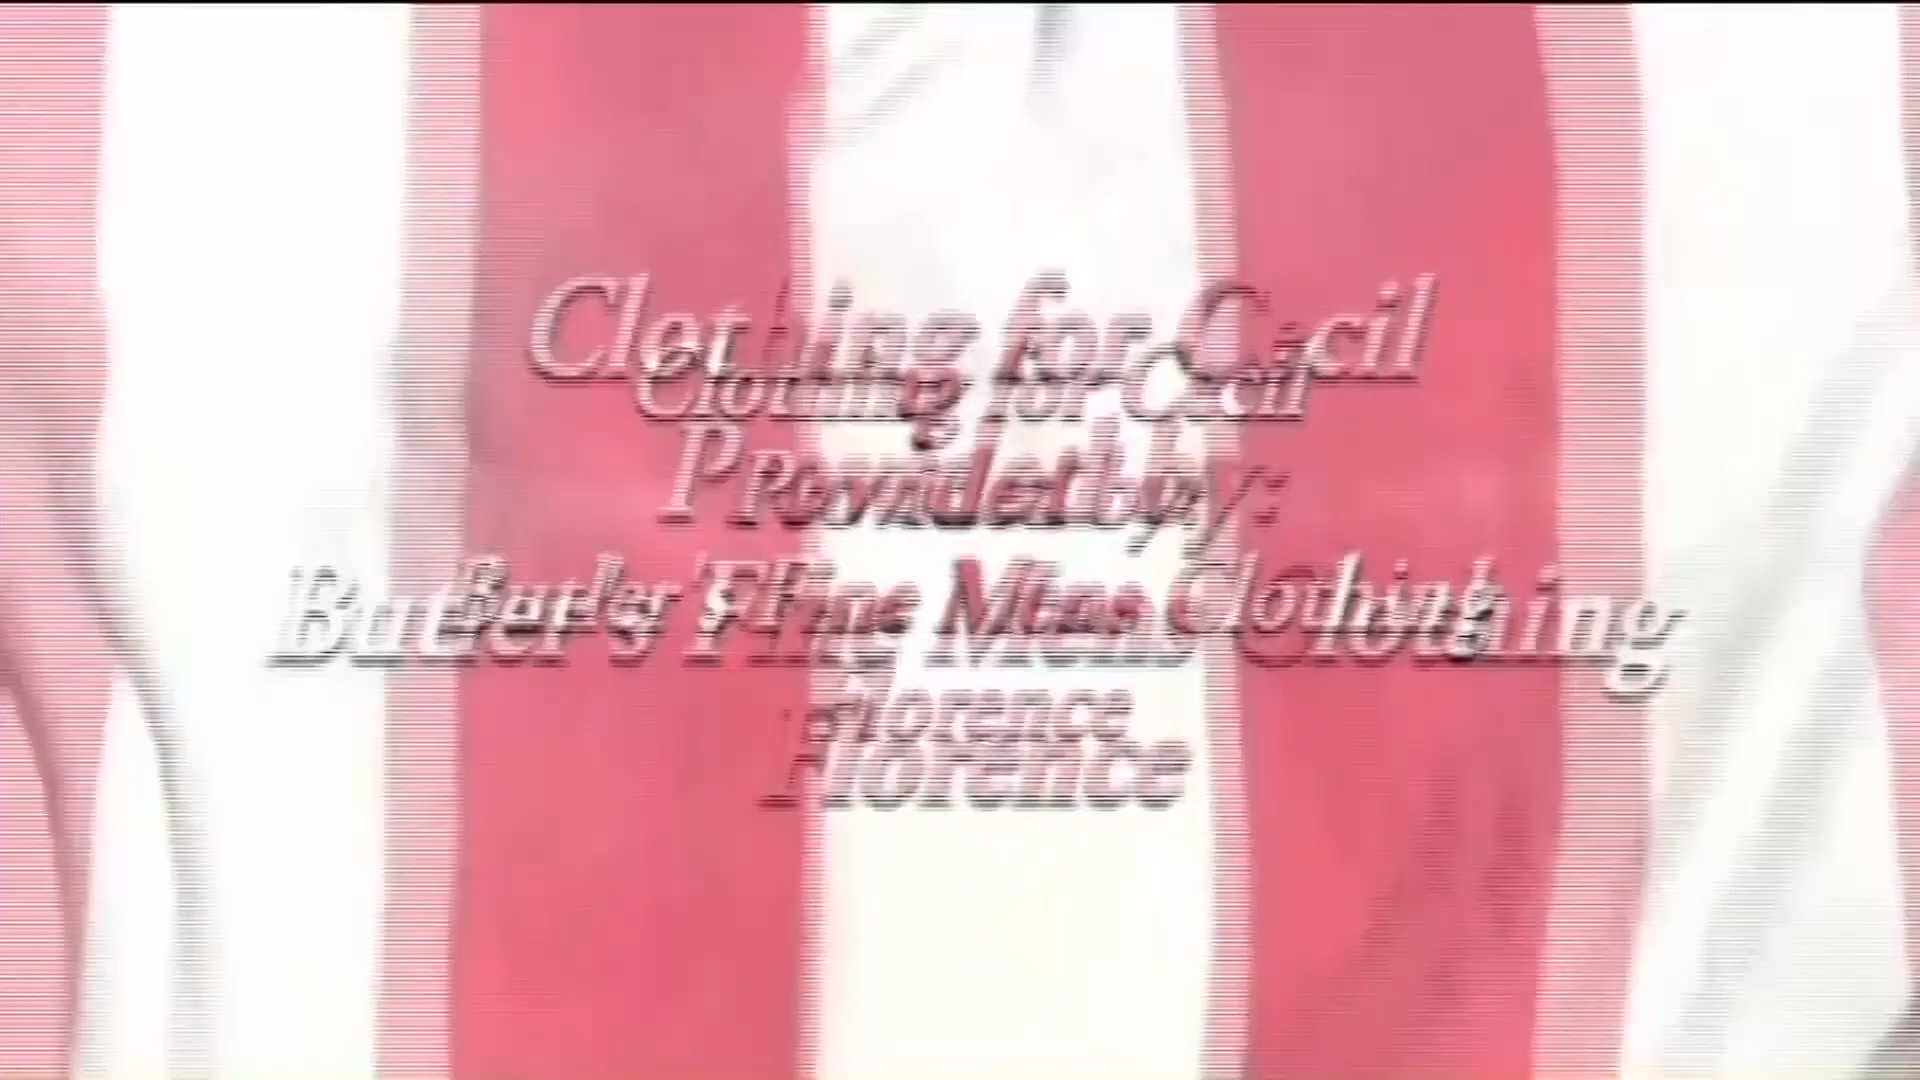 Clothing for Cecil
Provided by:
Butler's Fine Mens Clothing
Florence